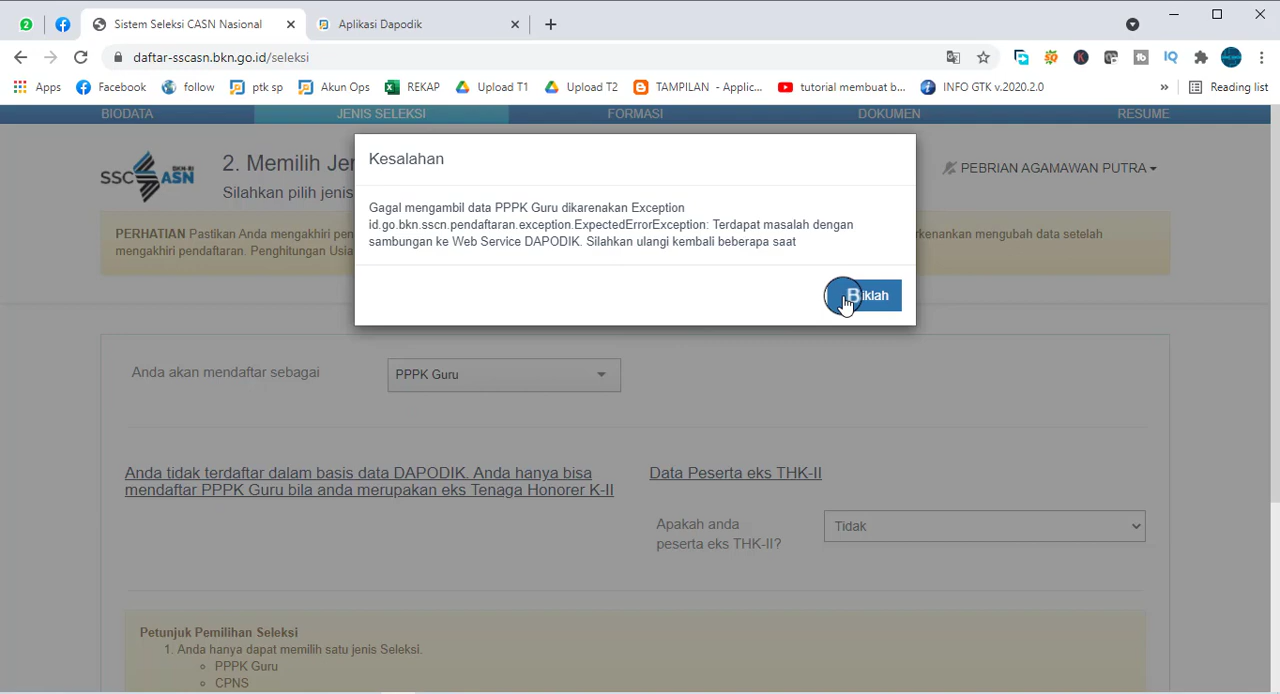 2
Sistem Seleksi CASN Nasional
Aplikasi Dapodik
daftar-sscasn.bkn.go.id/seleksi
Apps Facebook follow ptk sp Akun Ops REKAP Upload T1 Upload T2 TAMPILAN - Applic... tutorial membuat b... INFO GTK v.2020.2.0 » Reading list
BIODATA JENIS SELEKSI FORMASI DOKUMEN RESUME
SSC ASN BKN-RI
2. Memilih Jen
Silahkan pilih jenis
PEBRIAN AGAMAWAN PUTRA
PERHATIAN Pastikan Anda mengakhiri pen rkenankan mengubah data setelah
mengakhiri pendaftaran. Penghitungan Usia
Kesalahan
Gagal mengambil data PPPK Guru dikarenakan Exception
id.go.bkn.sscn.pendaftaran.exception.ExpectedErrorException: Terdapat masalah dengan
sambungan ke Web Service DAPODIK. Silahkan ulangi kembali beberapa saat
Baiklah
Anda akan mendaftar sebagai
PPPK Guru
Anda tidak terdaftar dalam basis data DAPODIK. Anda hanya bisa
mendaftar PPPK Guru bila anda merupakan eks Tenaga Honorer K-II
Data Peserta eks THK-II
Apakah anda
peserta eks THK-II?
Tidak
Petunjuk Pemilihan Seleksi
1. Anda hanya dapat memilih satu jenis Seleksi.
PPPK Guru
CPNS